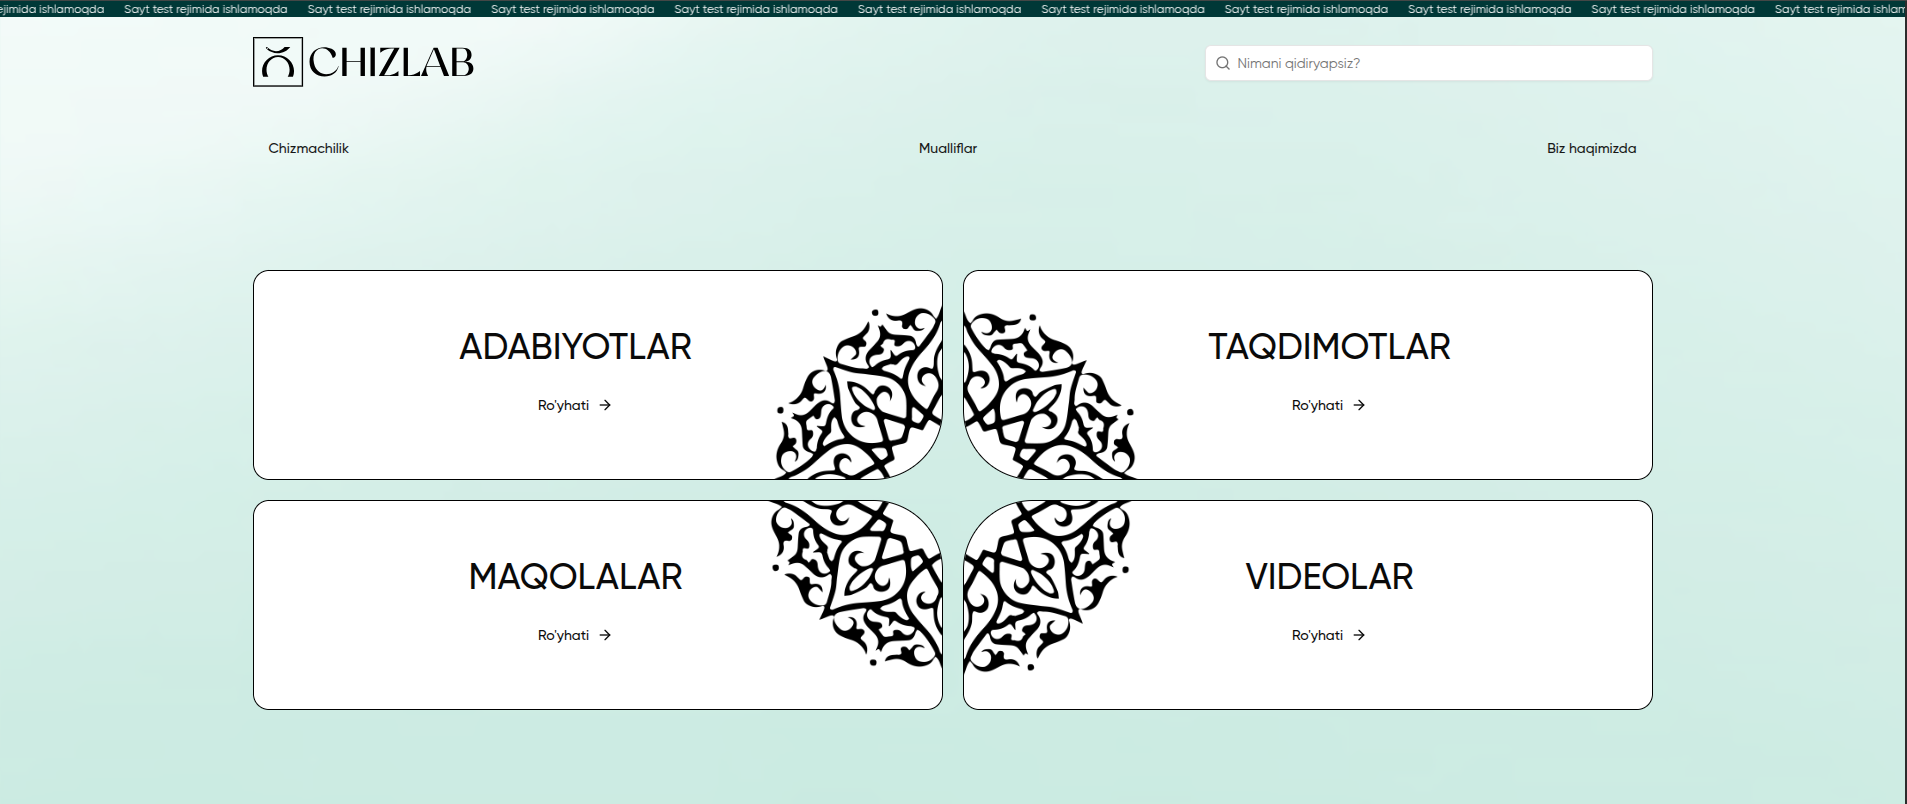 ejimida ishlamoqda Sayt test rejimida ishlamoqda Sayt test rejimida ishlamoqda Sayt test rejimida ishlamoqda Sayt test rejimida ishlamoqda Sayt test rejimida ishlamoqda Sayt test rejimida ishlamoqda Sayt test rejimida ishlamoqda Sayt test rejimida ishlamoqda Sayt test rejimida ishlamoqda Sayt test rejimida ishlam
CHIZLAB
Nimani qidiryapsiz?
Chizmachilik Mualliflar Biz haqimizda
ADABIYOTLAR
Ro'yhati
TAQDIMOTLAR
Ro'yhati
MAQOLALAR
Ro'yhati
VIDEOLAR
Ro'yhati